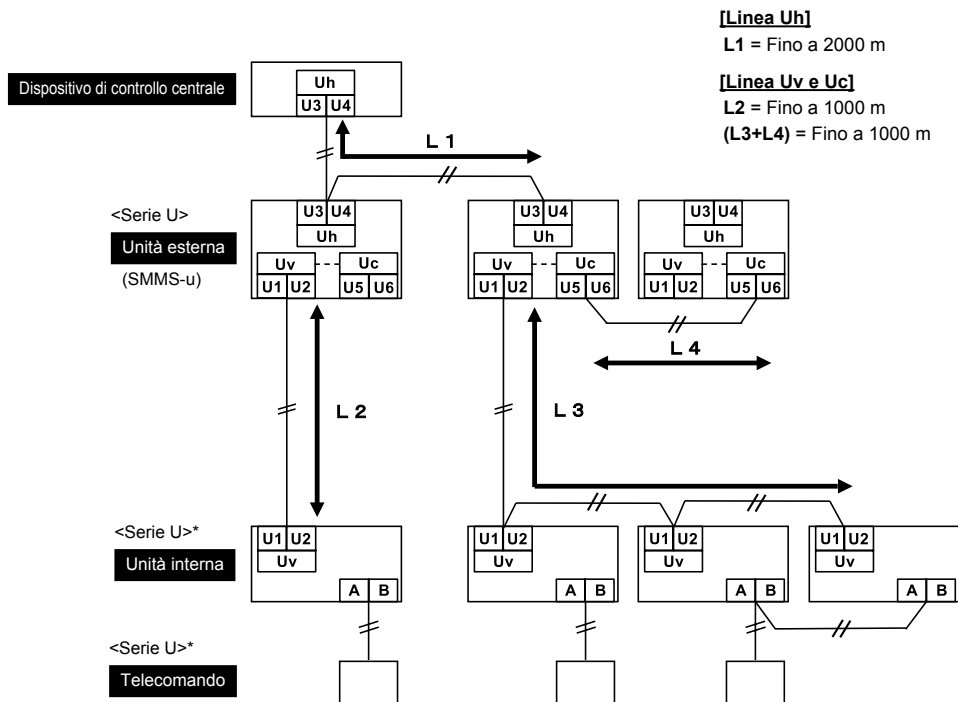 [Linea Uh]
L1 = Fino a 2000 m
[Linea Uv e Uc]
L2 = Fino a 1000 m
(L3+L4) = Fino a 1000 m
Dispositivo di controllo centrale
Uh
U3 U4
L 1
<Serie U>
Unità esterna
(SMMS-u)
U3 U4
Uh
Uv Uc
U1 U2 U5 U6
U3 U4
Uh
Uv Uc
U1 U2 U5 U6
U3 U4
Uh
Uv Uc
U1 U2 U5 U6
L 4
L 2
L 3
<Serie U>*
Unità interna
U1 U2
Uv
A B
U1 U2
Uv
A B
U1 U2
Uv
A B
U1 U2
Uv
A B
<Serie U>*
Telecomando